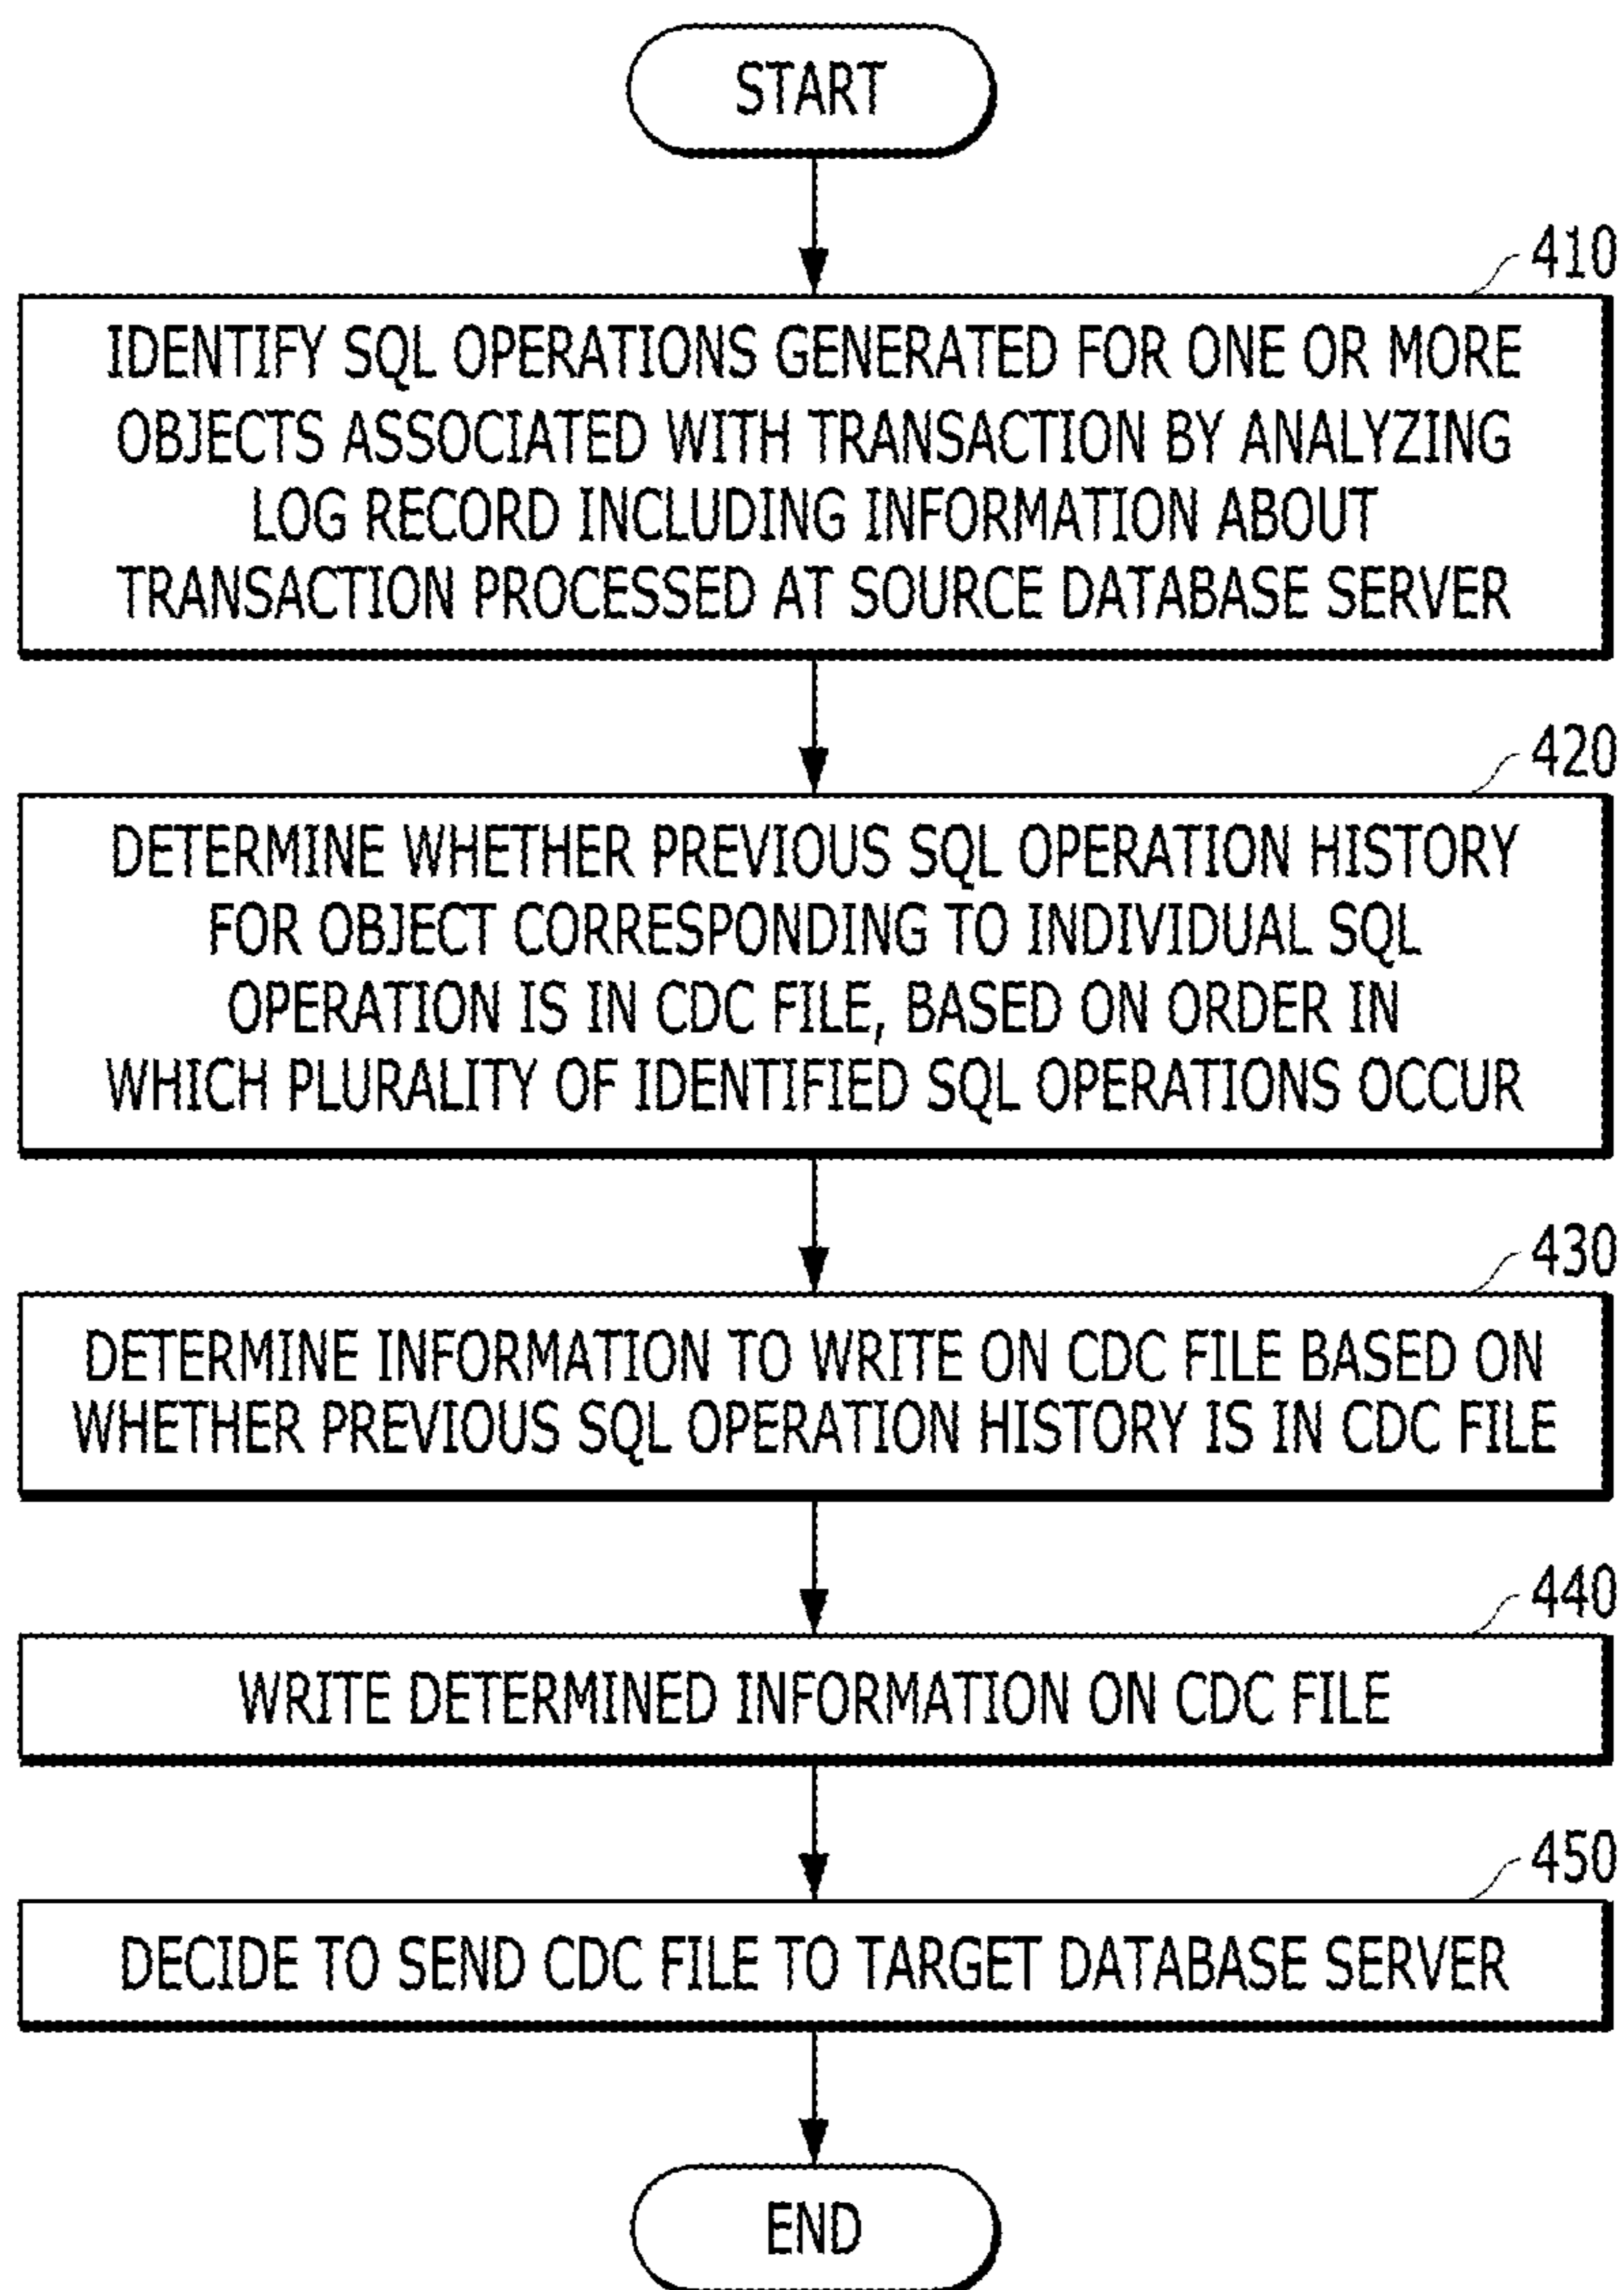 START
410
IDENTIFY SQL OPERATIONS GENERATED FOR ONE OR MORE
OBJECTS ASSOCIATED WITH TRANSACTION BY ANALYZING
LOG RECORD INCLUDING INFORMATION ABOUT
TRANSACTION PROCESSED AT SOURCE DATABASE SERVER
420
DETERMINE WHETHER PREVIOUS SQL OPERATION HISTORY
FOR OBJECT CORRESPONDING TO INDIVIDUAL SQL
OPERATION IS IN CDC FILE, BASED ON ORDER IN
WHICH PLURALITY OF IDENTIFIED SQL OPERATIONS OCCUR
430
DETERMINE INFORMATION TO WRITE ON CDC FILE BASED ON
WHETHER PREVIOUS SQL OPERATION HISTORY IS IN CDC FILE
440
WRITE DETERMINED INFORMATION ON CDC FILE
450
DECIDE TO SEND CDC FILE TO TARGET DATABASE SERVER
END